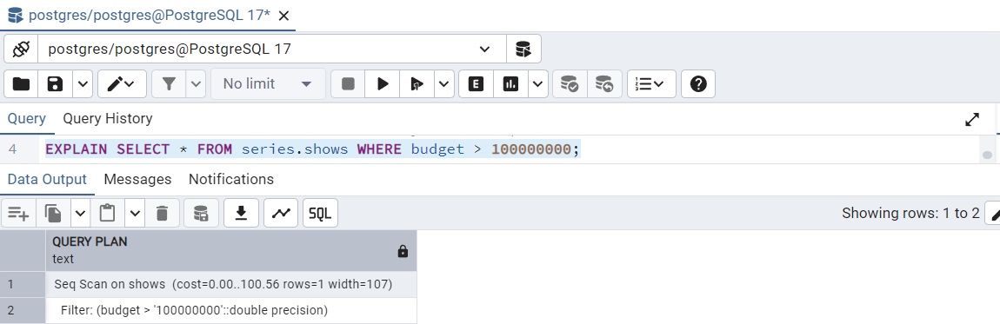 postgres/postgres@PostgreSQL 17*
postgres/postgres@PostgreSQL 17
No limit
E
Query Query History
4 EXPLAIN SELECT * FROM series.shows WHERE budget > 100000000;
Data Output Messages Notifications
SQL
Showing rows: 1 to 2
QUERY PLAN
text
1 Seq Scan on shows (cost=0.00..100.56 rows=1 width=107)
2 Filter: (budget > '100000000'::double precision)